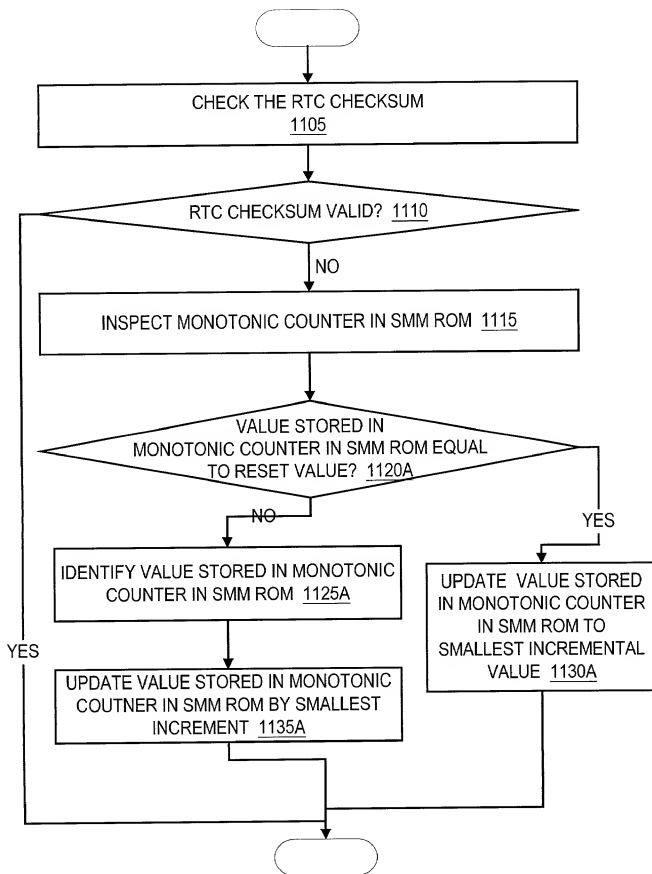 CHECK THE RTC CHECKSUM
1105
RTC CHECKSUM VALID? 1110
NO
INSPECT MONOTONIC COUNTER IN SMM ROM 1115
VALUE STORED IN
MONOTONIC COUNTER IN SMM ROM EQUAL
TO RESET VALUE? 1120A
NO
YES
IDENTIFY VALUE STORED IN MONOTONIC
COUNTER IN SMM ROM 1125A
UPDATE VALUE STORED
IN MONOTONIC COUNTER
IN SMM ROM TO
SMALLEST INCREMENTAL
VALUE 1130A
YES
UPDATE VALUE STORED IN MONOTONIC
COUTNER IN SMM ROM BY SMALLEST
INCREMENT 1135A